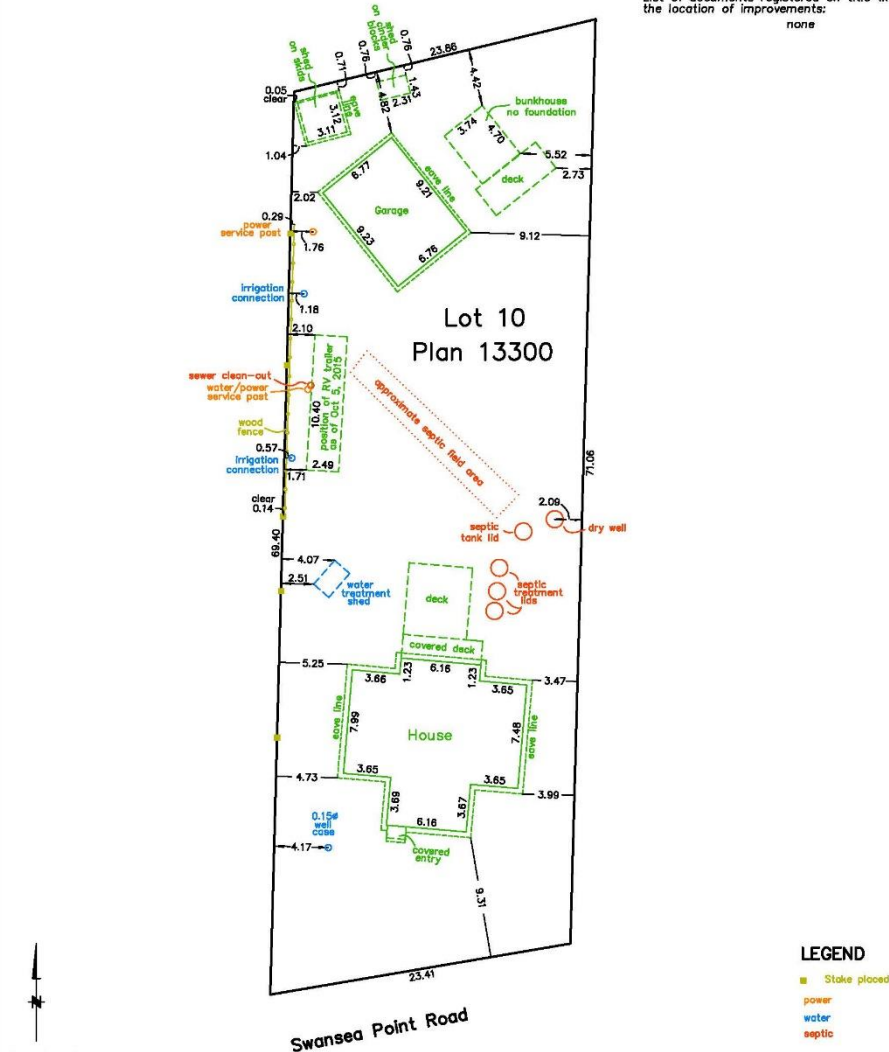 List of documents registered on this
the location of improvements:
none
shed
on skids
shed
on
cinder
blocks
0.71
0.76
0.76
23.66
0.05
clear
eave
line
3.12
3.11
1.43
2.31
4.82
4.42
1.04
bunkhouse
no foundation
3.74
4.70
5.52
2.73
deck
2.02
6.77
eave line
9.21
Garage
9.23
6.76
9.12
0.29
power
service post
1.76
irrigation
connection
1.18
Lot 10
Plan 13300
2.10
sewer clean-out
water/power
service post
10.40
position of RV trailer
as of Oct 5, 2015
approximate septic field area
wood
fence
0.57
irrigation
connection
1.71
2.49
71.06
clear
0.14
2.09
septic
tank lid
dry well
69.40
4.07
2.51
water
treatment
shed
deck
septic
treatment
lids
covered deck
5.25
3.66
1.23
6.16
1.23
3.65
3.47
eave line
7.99
House
7.48
eave line
4.73
3.65
3.65
3.99
3.69
6.16
3.67
0.15ø
well
case
4.17
covered
entry
9.31
23.41
Swansea Point Road
N
LEGEND
Stake placed
power
water
septic